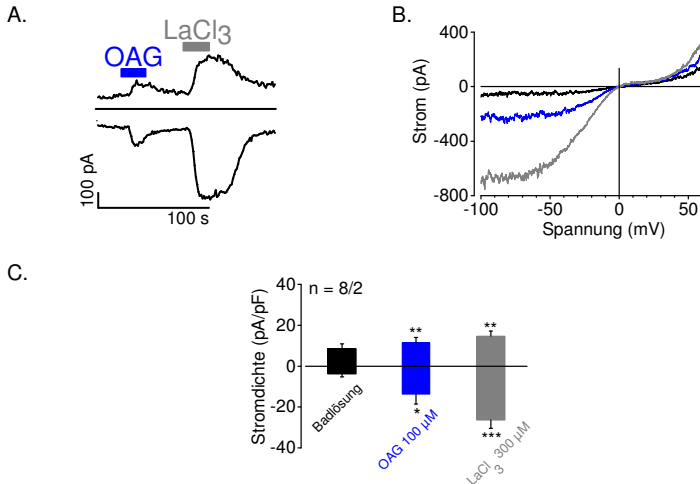 A.
OAG
LaCl3
100 pA
100 s
B.
Strom (pA)
400
0
-400
-800
-100
-50
0
50
Spannung (mV)
C.
Stromdichte (pA/pF)
40
20
0
-20
-40
n = 8/2
**
**
*
***
Badlösung
OAG 100 µM
LaCl3 300 µM